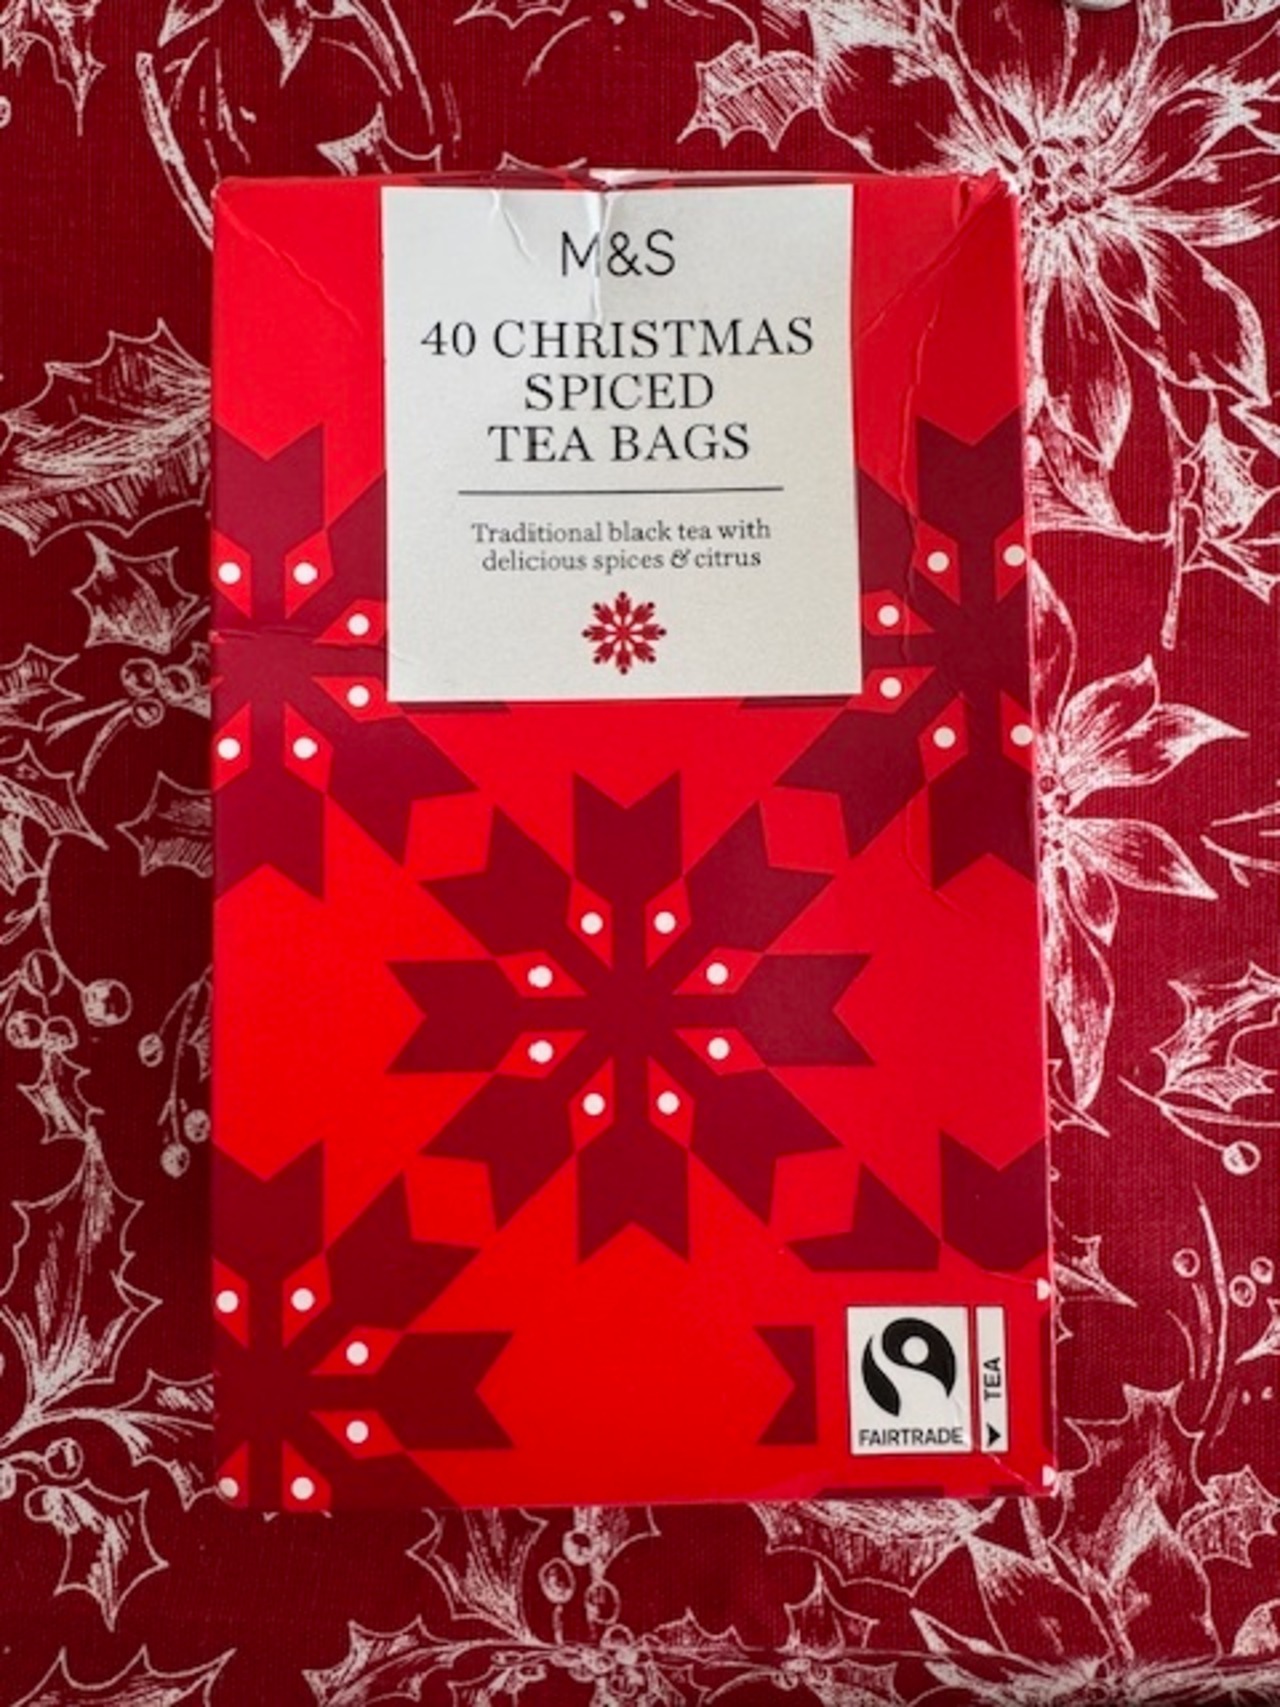 M&S
40 CHRISTMAS
SPICED
TEA BAGS
Traditional black tea with
delicious spices & citrus
FAIRTRADE
TEA